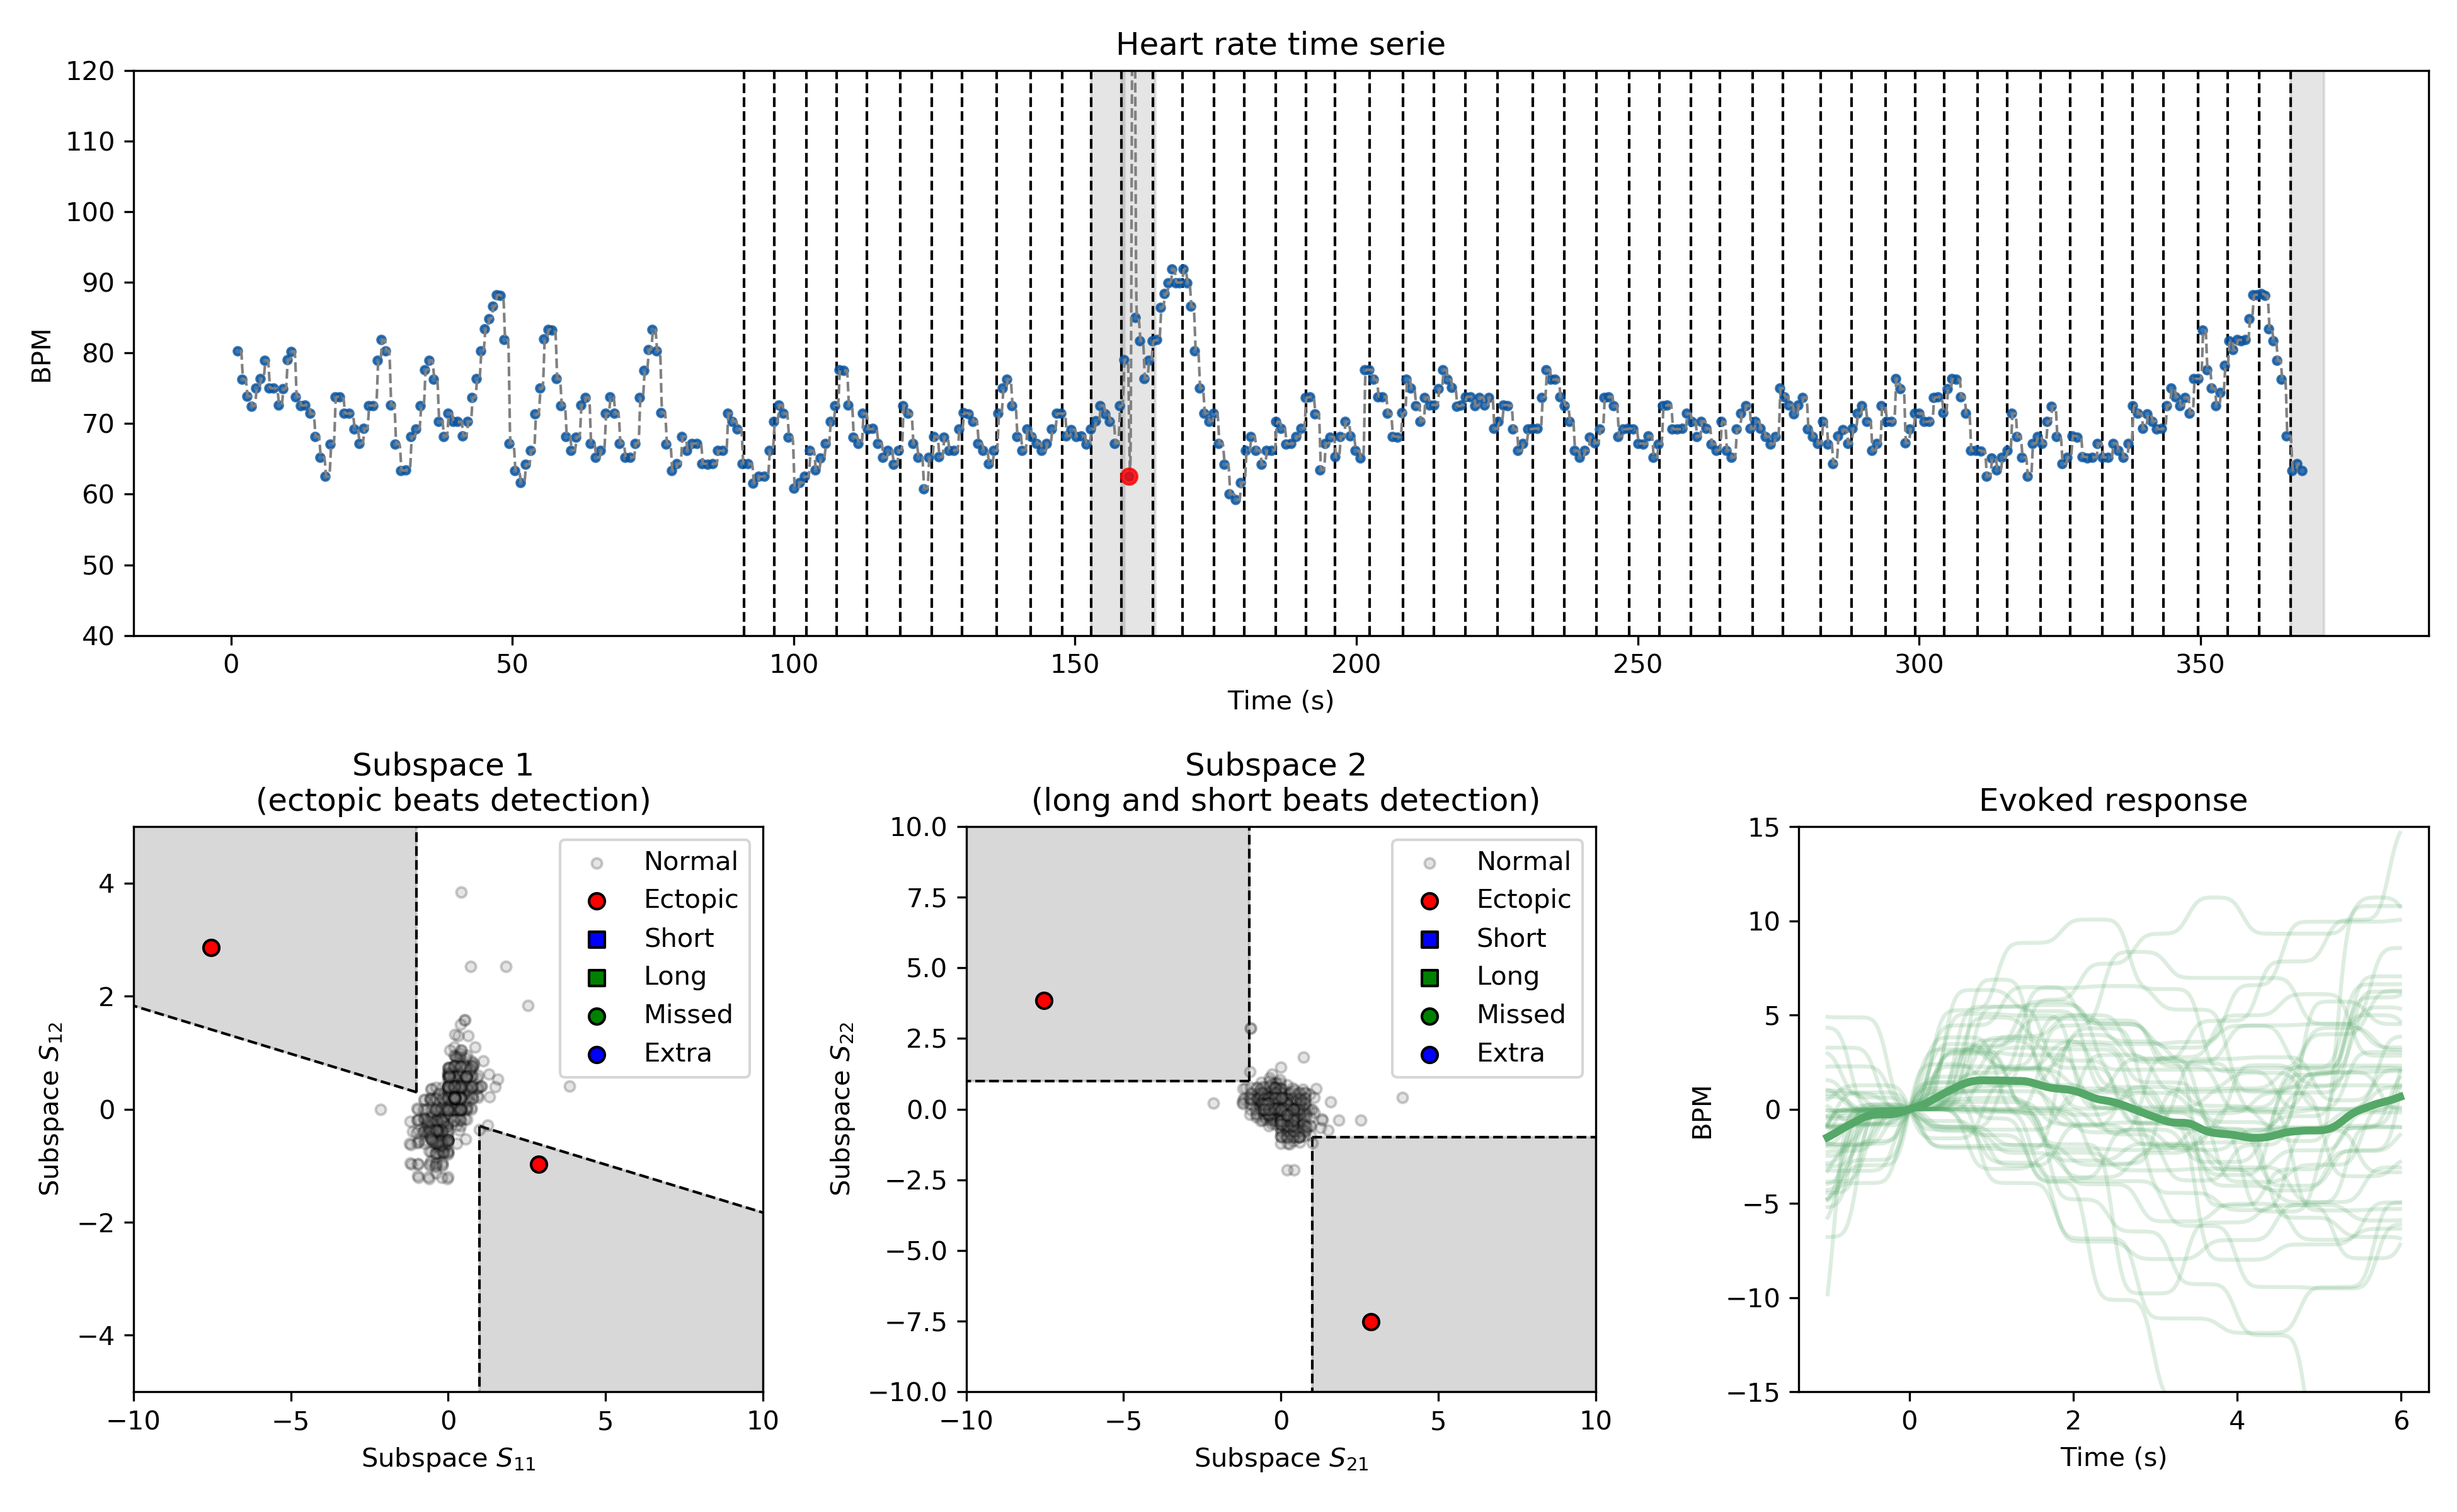 Heart rate time serie
120
110
100
90
80
70
60
50
40
BPM
0 50 100 150 200 250 300 350
Time (s)
Subspace 1
(ectopic beats detection)
4
2
0
−2
−4
Subspace S12
−10 −5 0 5 10
Subspace S11
Normal
Ectopic
Short
Long
Missed
Extra
Subspace 2
(long and short beats detection)
10.0
7.5
5.0
2.5
0.0
−2.5
−5.0
−7.5
−10.0
Subspace S22
−10 −5 0 5 10
Subspace S21
Normal
Ectopic
Short
Long
Missed
Extra
Evoked response
15
10
5
0
−5
−10
−15
BPM
0 2 4 6
Time (s)